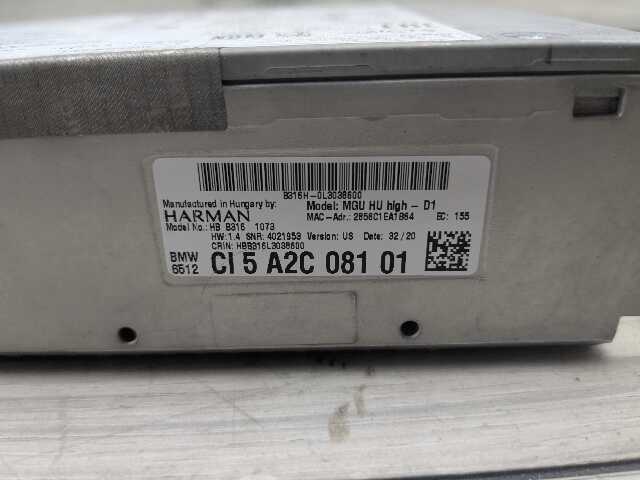 B316H-0L3038600
Manufactured in Hungary by: Model: MGU HU high - D1
HARMAN MAC-Adr.: 2856C1EA1B64 EC: 155
Model No.: HB B316 1073
HW: 1.4 SNR: 4021953 Version: US Date: 32/20
CRIN: HBB316L3038600
BMW
6512 CI 5 A2C 081 01